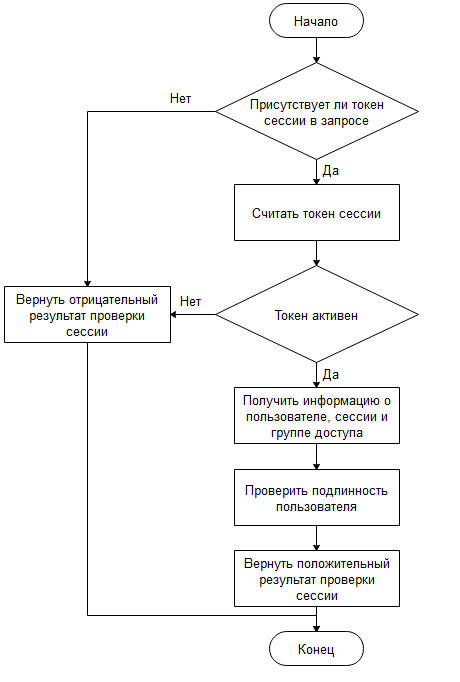 Начало
Присутствует ли токен
сессии в запросе
Нет
Да
Считать токен сессии
Токен активен
Нет
Вернуть отрицательный
результат проверки
сессии
Да
Получить информацию о
пользователе, сессии и
группе доступа
Проверить подлинность
пользователя
Вернуть положительный
результат проверки
сессии
Конец